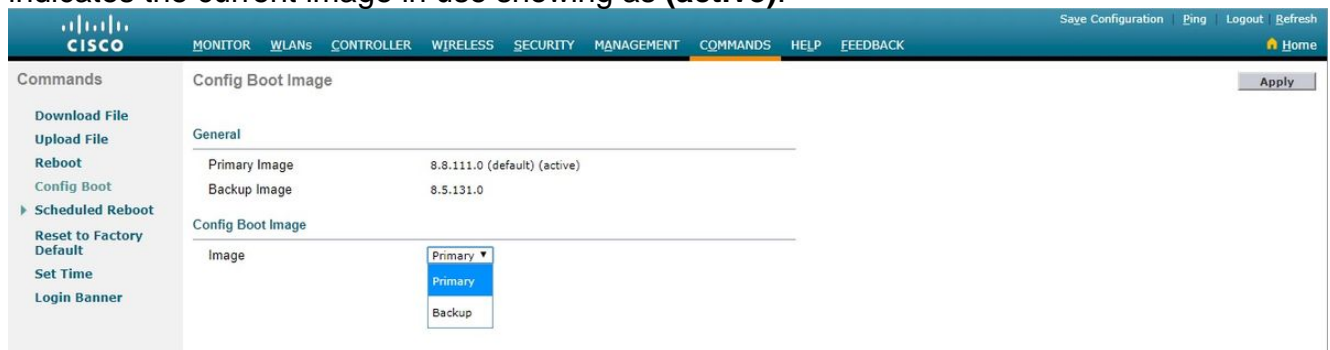 indicates the current image in use showing as (active).
Save Configuration Ping Logout Refresh
CISCO MONITOR WLANs CONTROLLER WIRELESS SECURITY MANAGEMENT COMMANDS HELP FEEDBACK Home
Commands
Download File
Upload File
Reboot
Config Boot
Scheduled Reboot
Reset to Factory
Default
Set Time
Login Banner
Config Boot Image Apply
General
Primary Image 8.8.111.0 (default) (active)
Backup Image 8.5.131.0
Config Boot Image
Image Primary
Primary
Backup